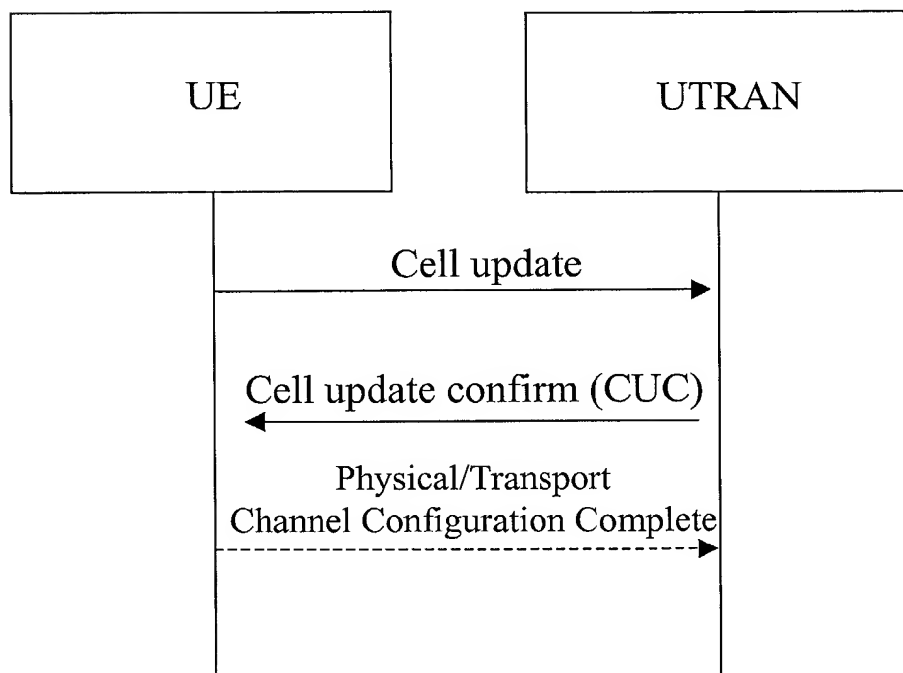 UE
UTRAN
Cell update
Cell update confirm (CUC)
Physical/Transport
Channel Configuration Complete